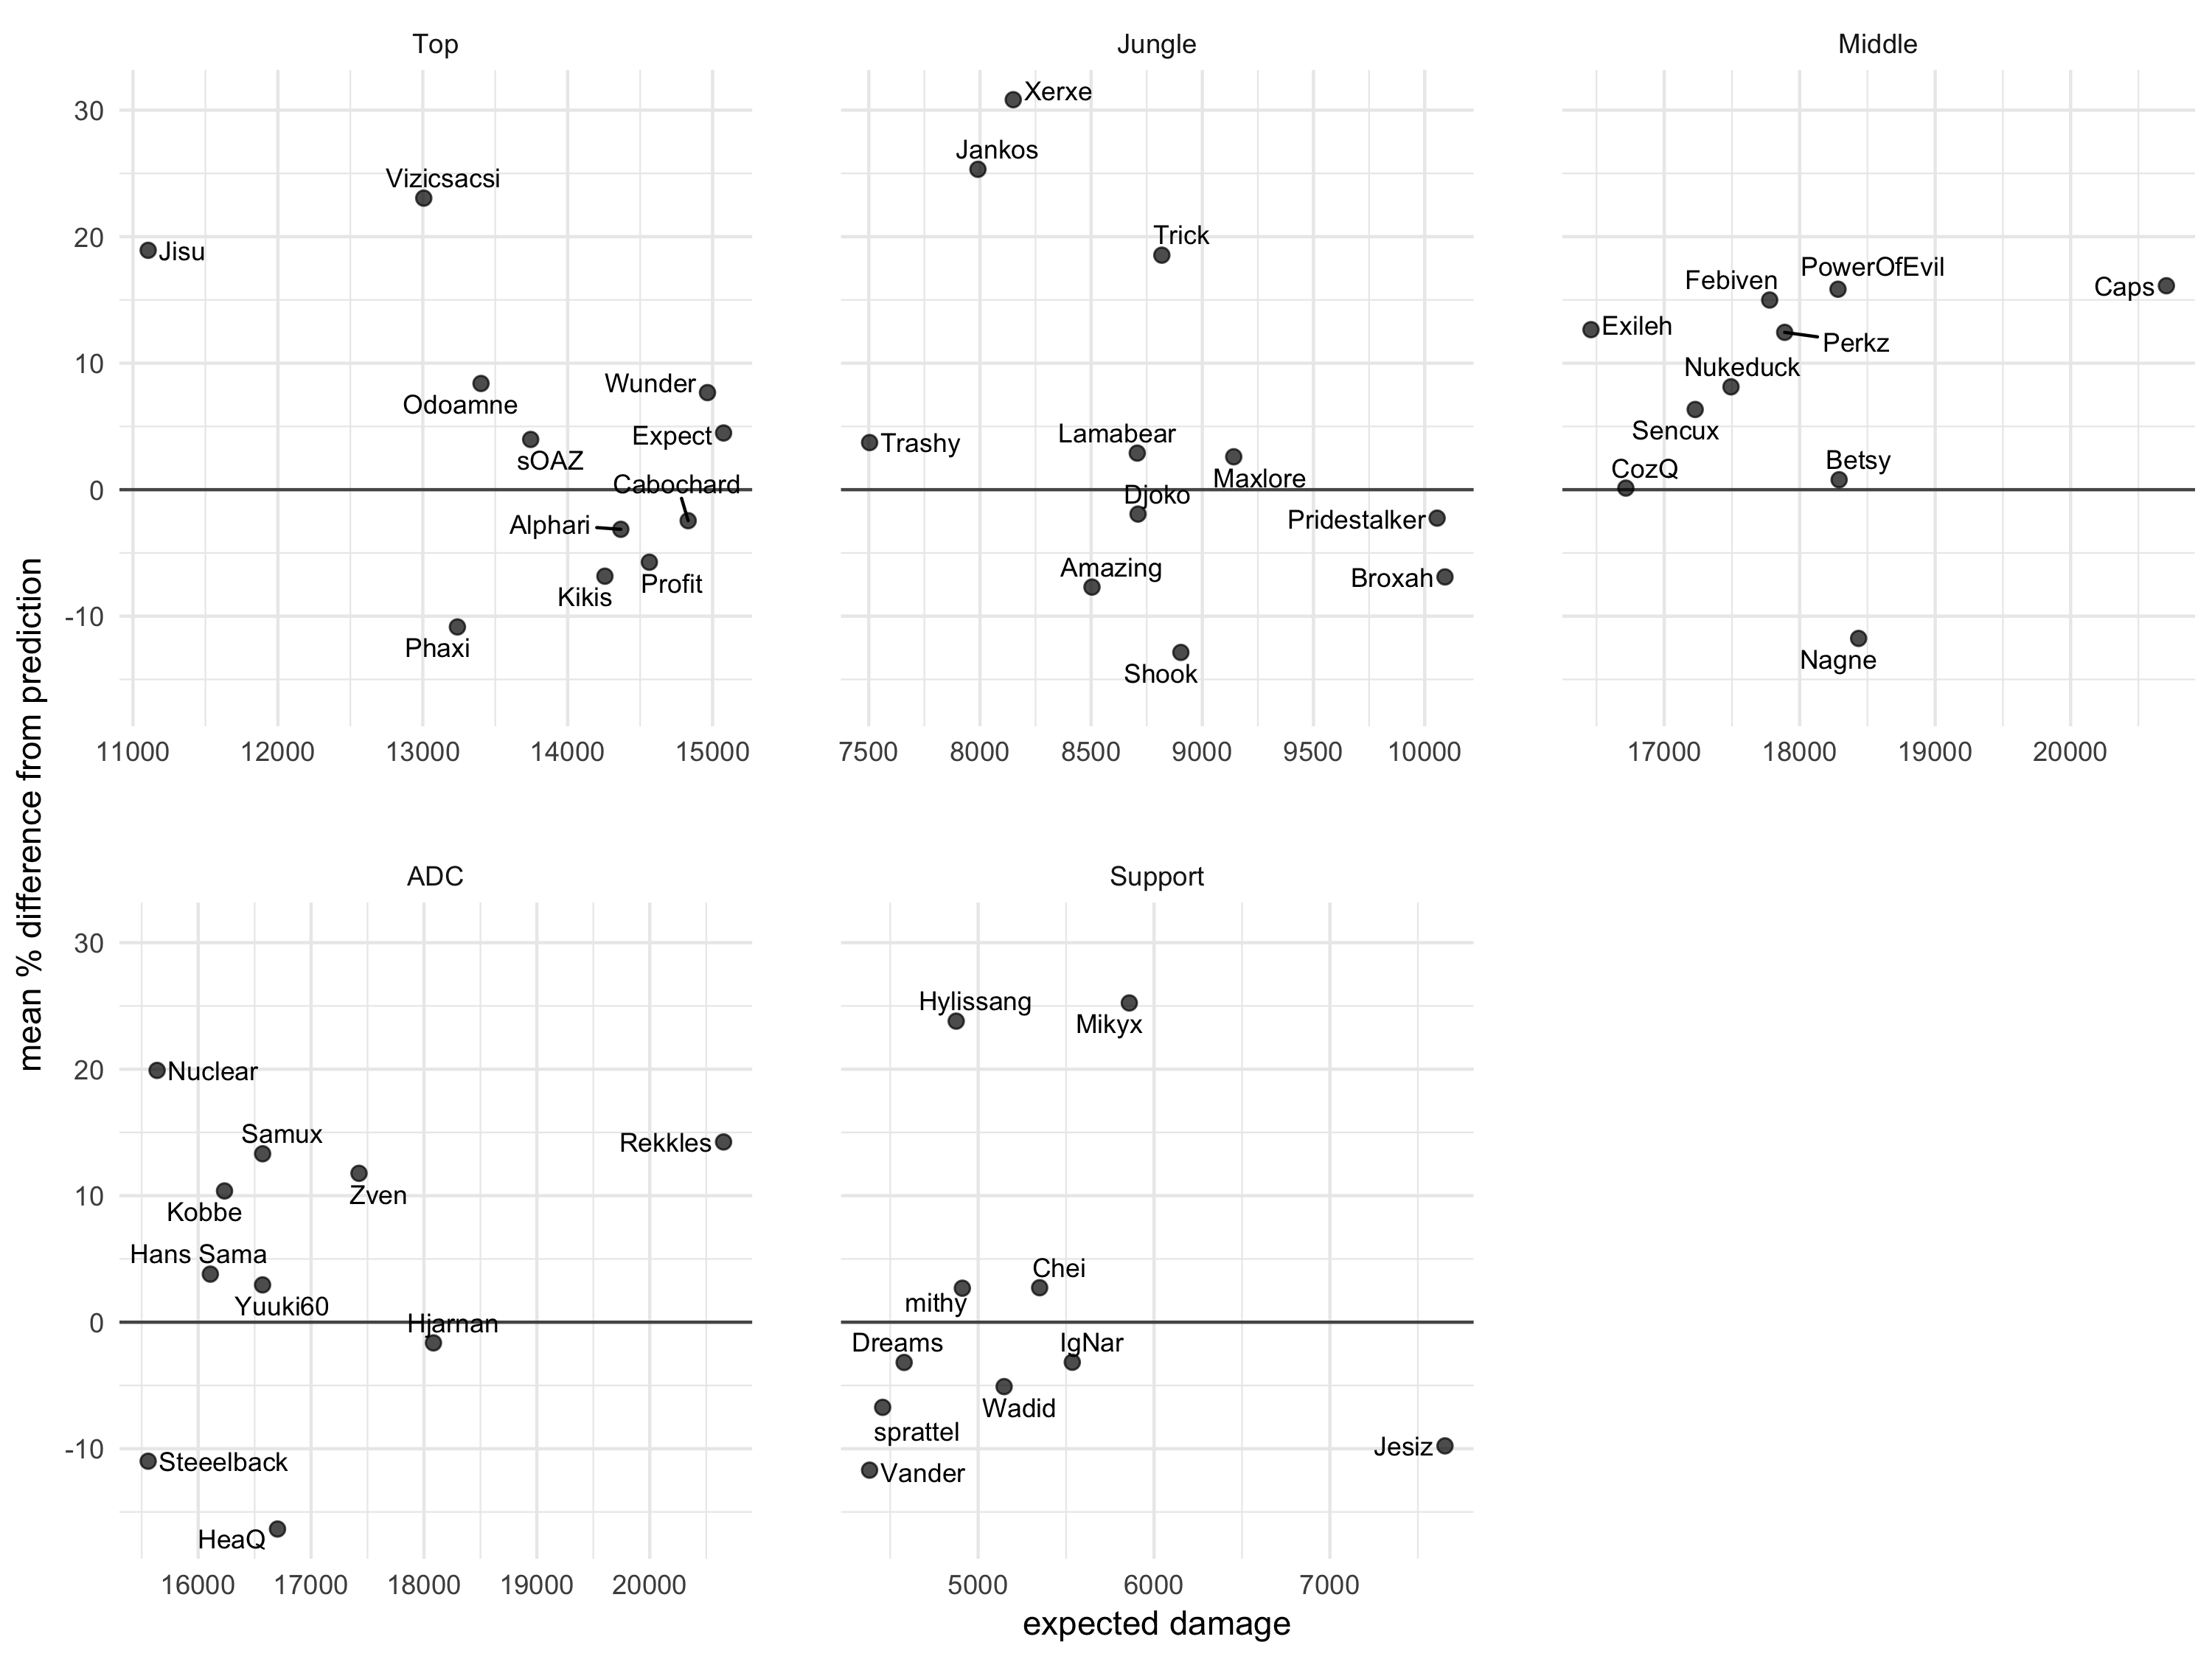 Top
Jungle
Middle
30
20
10
0
-10
Vizicsacsi
Jisu
Odoamne
Wunder
sOAZ
Expect
Cabochard
Alphari
Kikis
Profit
Phaxi
11000 12000 13000 14000 15000
Xerxe
Jankos
Trick
Trashy
Lamabear
Maxlore
Djoko
Pridestalker
Amazing
Broxah
Shook
7500 8000 8500 9000 9500 10000
PowerOfEvil
Febiven
Caps
Exileh
Perkz
Nukeduck
Sencux
CozQ
Betsy
Nagne
17000 18000 19000 20000
mean % difference from prediction
ADC
Support
30
20
10
0
-10
Nuclear
Samux
Rekkles
Zven
Kobbe
Hans Sama
Yuuki60
Hjarnan
Steeelback
HeaQ
16000 17000 18000 19000 20000
Hylissang
Mikyx
Chei
mithy
Dreams
IgNar
Wadid
sprattel
Jesiz
Vander
5000 6000 7000
expected damage